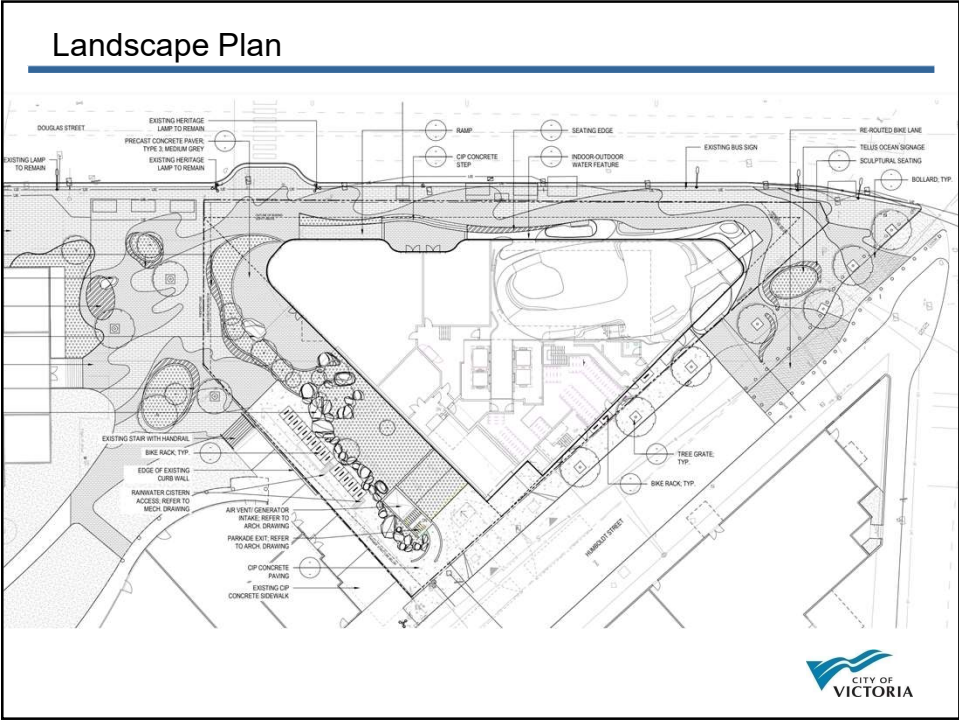 Landscape Plan
DOUGLAS STREET
EXISTING HERITAGE
LAMP TO REMAIN
PRECAST CONCRETE PAVER;
TYPE 3; MEDIUM GREY
EXISTING HERITAGE
LAMP TO REMAIN
EXISTING LAMP
TO REMAIN
RAMP
CIP CONCRETE
STEP
SEATING EDGE
INDOOR-OUTDOOR
WATER FEATURE
EXISTING BUS SIGN
RE-ROUTED BIKE LANE
TELUS OCEAN SIGNAGE
SCULPTURAL SEATING
BOLLARD; TYP.
EXISTING STAIR WITH HANDRAIL
BIKE RACK; TYP.
EDGE OF EXISTING
CURB WALL
RAINWATER CISTERN
ACCESS; REFER TO
MECH. DRAWING
AIR VENT/ GENERATOR
INTAKE; REFER TO
ARCH. DRAWING
PARKADE EXIT; REFER
TO ARCH. DRAWING
CIP CONCRETE
PAVING
EXISTING CIP
CONCRETE SIDEWALK
TREE GRATE;
TYP.
BIKE RACK; TYP.
HUMBOLDT STREET
CITY OF
VICTORIA